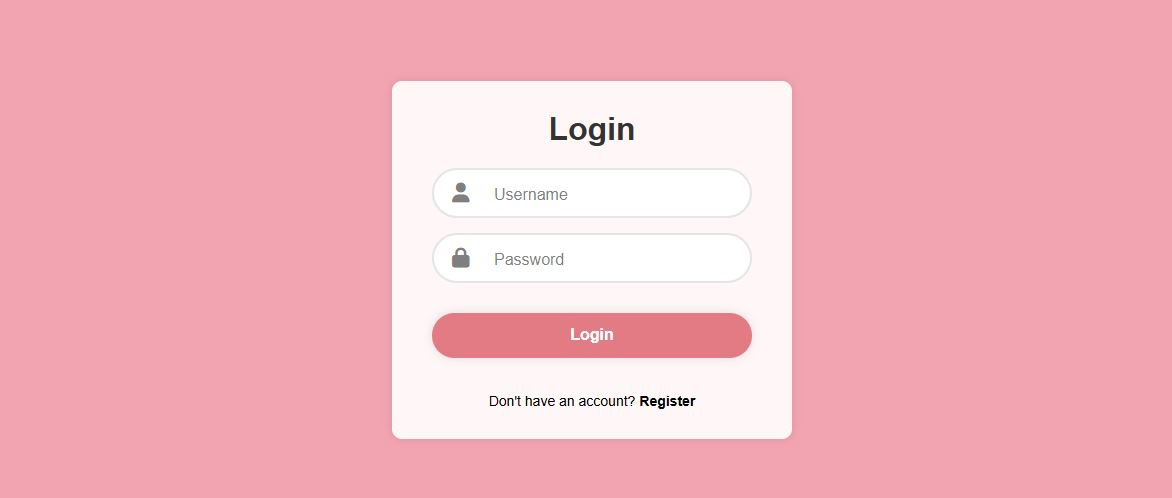 Login
Username
Password
Login
Don't have an account? Register